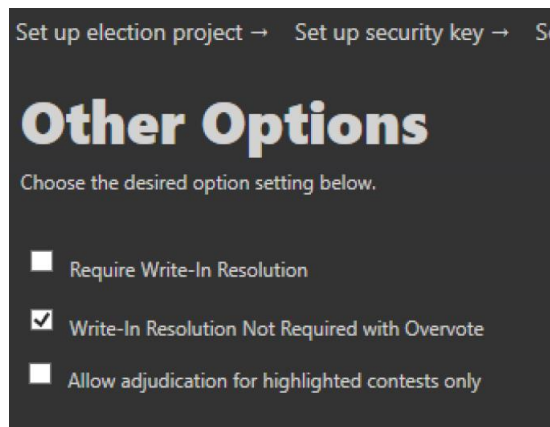 Set up election project → Set up security key →
Other Options
Choose the desired option setting below.
Require Write-In Resolution
Write-In Resolution Not Required with Overvote
Allow adjudication for highlighted contests only